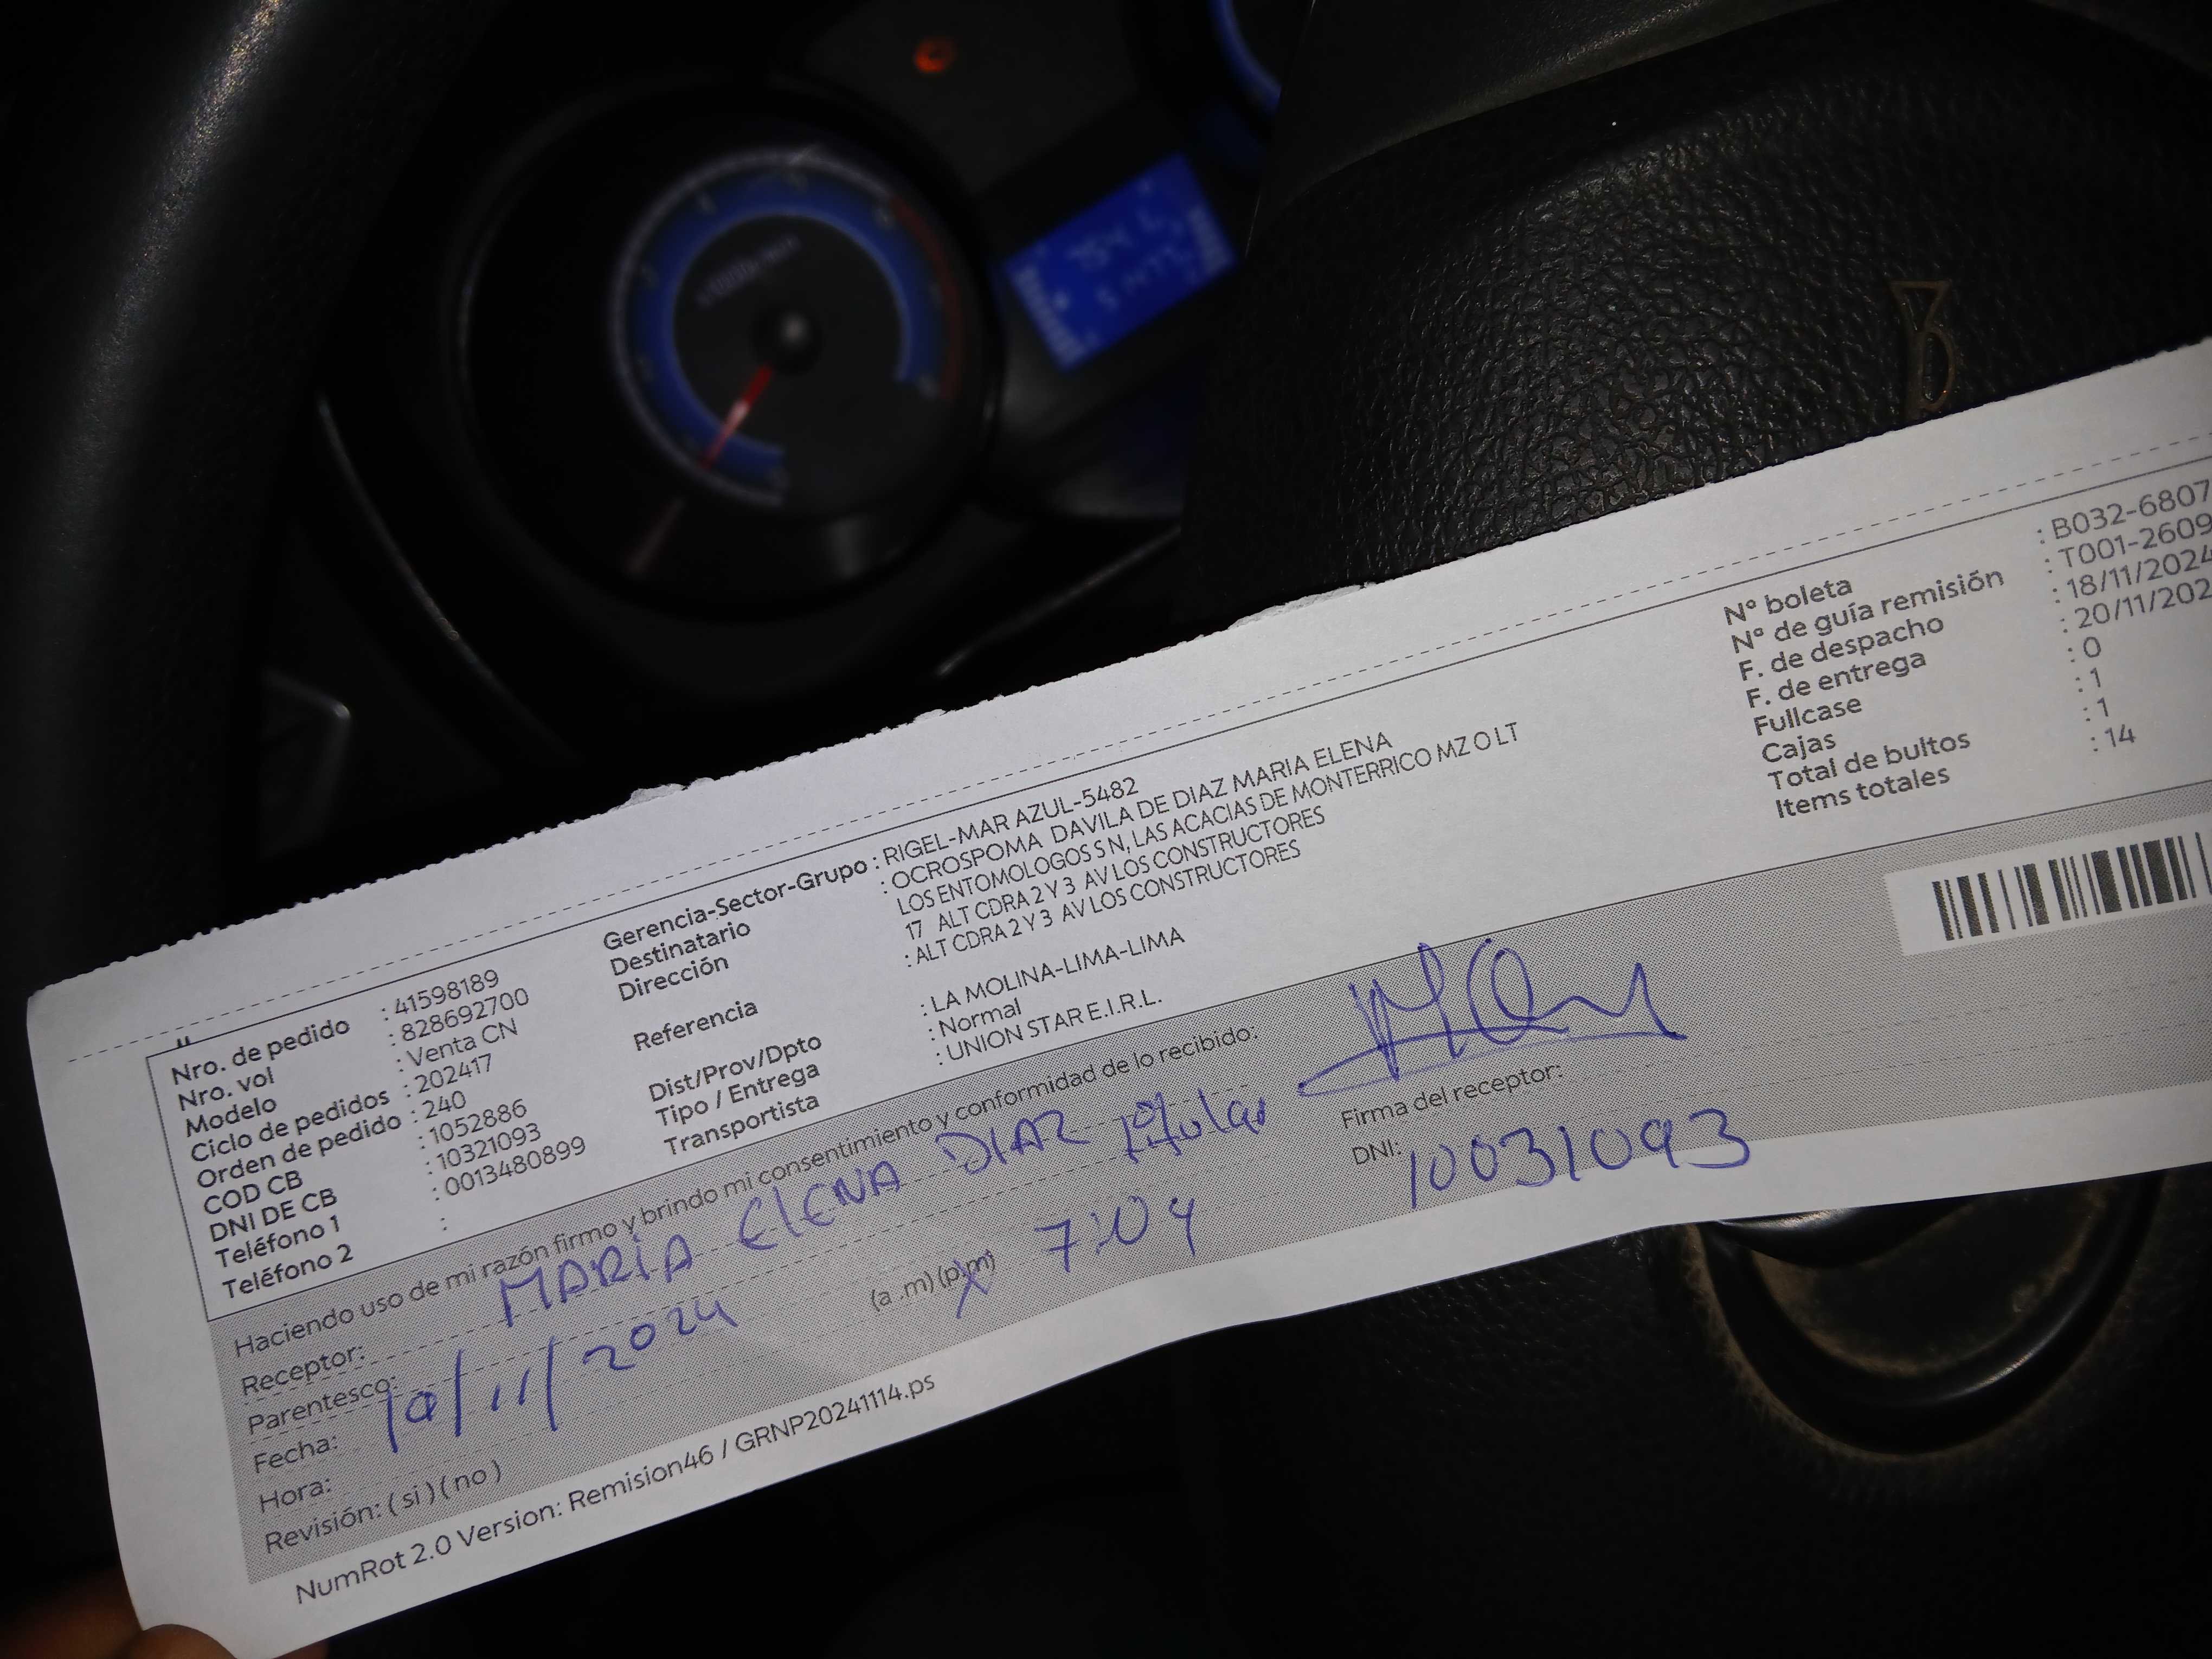 Nro. de pedido : 41598189
Nro. vol : 828692700
Modelo : Venta CN
Ciclo de pedidos : 202417
Orden de pedido : 240
COD CB : 1052886
DNI DE CB : 10321093
Teléfono 1 : 0013480899
Teléfono 2 :
Gerencia-Sector-Grupo : RIGEL-MAR AZUL-5482
Destinatario : OCROSPOMA DAVILA DE DIAZ MARIA ELENA
Dirección LOS ENTOMOLOGOS S N, LAS ACACIAS DE MONTERRICO MZ O LT
17 ALT CDRA 2 Y 3 AV LOS CONSTRUCTORES
Referencia : ALT CDRA 2 Y 3 AV LOS CONSTRUCTORES
Dist/Prov/Dpto : LA MOLINA-LIMA-LIMA
Tipo / Entrega : Normal
Transportista : UNION STAR E.I.R.L.
N° boleta : B032-6807
N° de guía remisión : T001-2609
F. de despacho : 18/11/2024
F. de entrega : 20/11/202
Fullcase : 0
Cajas : 1
Total de bultos : 1
Items totales : 14
Haciendo uso de mi razón firmo y brindo mi consentimiento y conformidad de lo recibido:
Receptor: MARÍA ELENA DIAZ titular
Parentesco:
Fecha: /11/2024
Hora: (a .m) (p.m) X 7:04
Revisión: ( si ) ( no )
Firma del receptor:
DNI: 10031093
NumRot 2.0 Version: Remision46 / GRNP20241114.ps